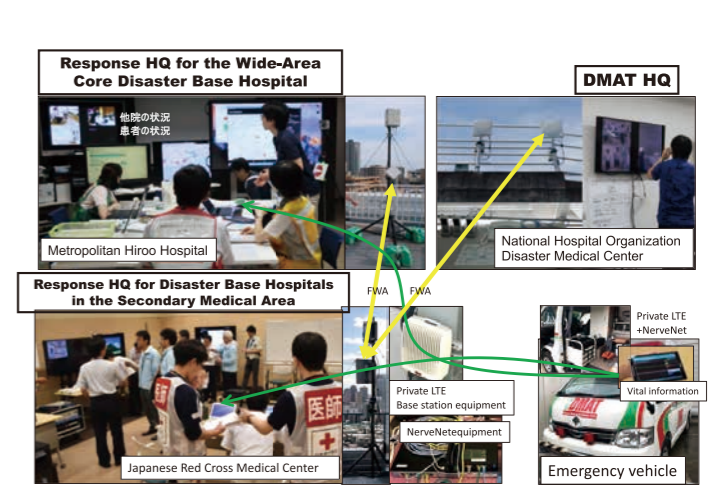 Response HQ for the Wide-Area
Core Disaster Base Hospital
DMAT HQ
他院の状況
患者の状況
Metropolitan Hiroo Hospital
National Hospital Organization
Disaster Medical Center
Response HQ for Disaster Base Hospitals
in the Secondary Medical Area
FWA
FWA
Private LTE
+NerveNet
Vital information
Private LTE
Base station equipment
NerveNetequipment
医師
DMAT
Japanese Red Cross Medical Center
Emergency vehicle